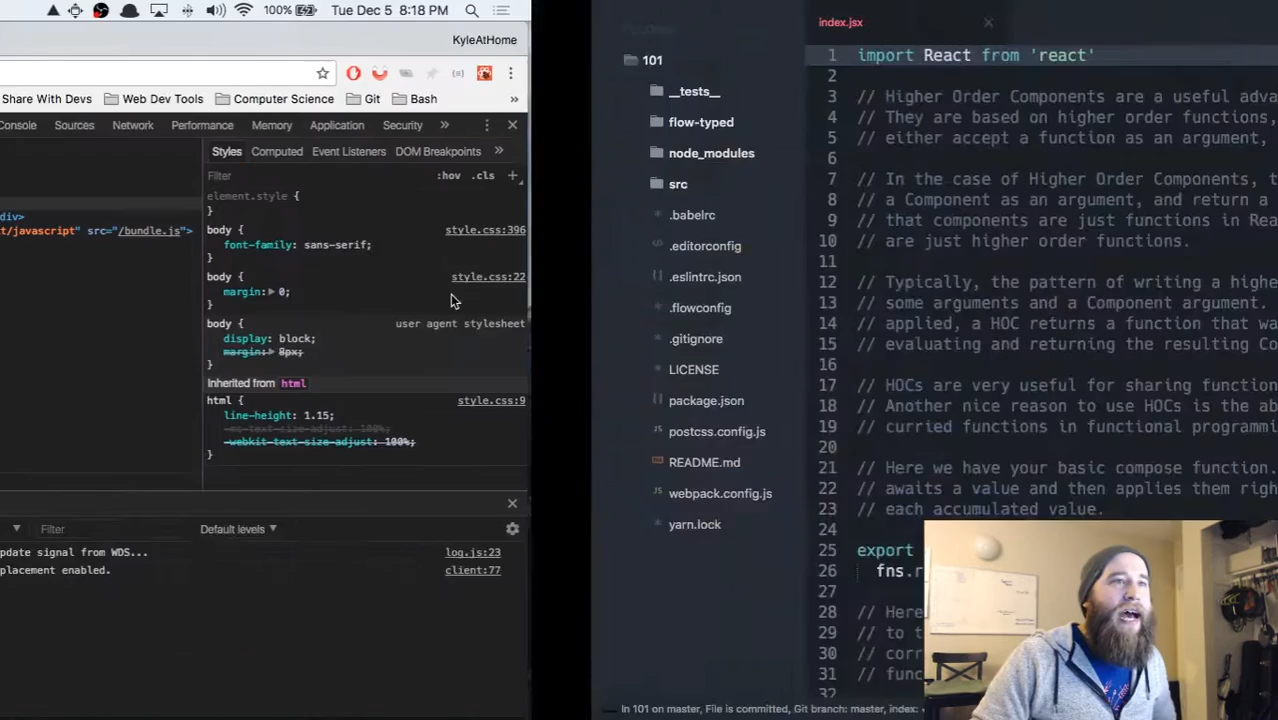 100% Tue Dec 5 8:18 PM
KyleAtHome
Share With Devs Web Dev Tools Computer Science Git Bash »
Console Sources Network Performance Memory Application Security »
Styles Computed Event Listeners DOM Breakpoints »
Filter :hov .cls +
element.style {
}
div>
t/javascript" src="/bundle.js">
body { style.css:396
font-family: sans-serif;
}
body { style.css:22
margin: 0;
}
body { user agent stylesheet
display: block;
margin: 8px;
}
Inherited from html
html { style.css:9
line-height: 1.15;
-ms-text-size-adjust: 100%;
-webkit-text-size-adjust: 100%;
}
Filter Default levels
pdate signal from WDS... log.js:23
placement enabled. client:77
101
__tests__
flow-typed
node_modules
src
.babelrc
.editorconfig
.eslintrc.json
.flowconfig
.gitignore
LICENSE
package.json
postcss.config.js
README.md
webpack.config.js
yarn.lock
index.jsx
1 import React from 'react'
2
3 // Higher Order Components are a useful adva
4 // They are based on higher order functions,
5 // either accept a function as an argument,
6
7 // In the case of Higher Order Components, t
8 // a Component as an argument, and return a
9 // that components are just functions in Rea
10 // are just higher order functions.
11
12 // Typically, the pattern of writing a highe
13 // some arguments and a Component argument.
14 // applied, a HOC returns a function that wa
15 // evaluating and returning the resulting Co
16
17 // HOCs are very useful for sharing function
18 // Another nice reason to use HOCs is the ab
19 // curried functions in functional programmi
20
21 // Here we have your basic compose function.
22 // awaits a value and then applies them righ
23 // each accumulated value.
24
25 export
26 fns.r
27
28 // Here
29 // to t
30 // corr
31 // func
32
In 101 on master, File is committed, Git branch: master, index: